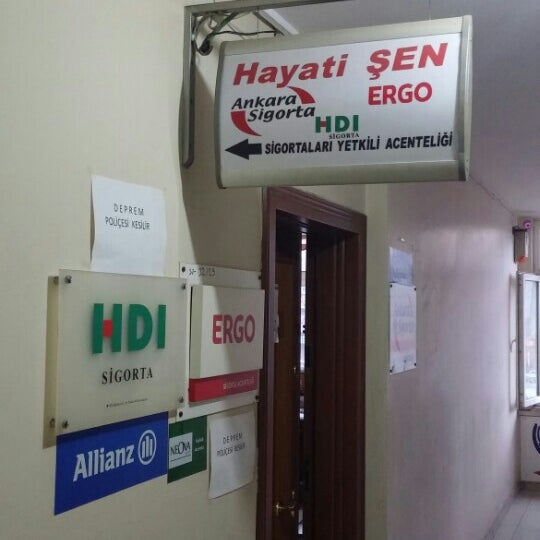 Hayati ŞEN
Ankara
Sigorta
ERGO
HDI
SİGORTA
SİGORTALARI YETKİLİ ACENTELİĞİ
DEPREM
POLİÇESİ KESİLİR
HDI
SİGORTA
ERGO
Allianz
NEOVA
DEPREM
POLİÇESİ KESİLİR